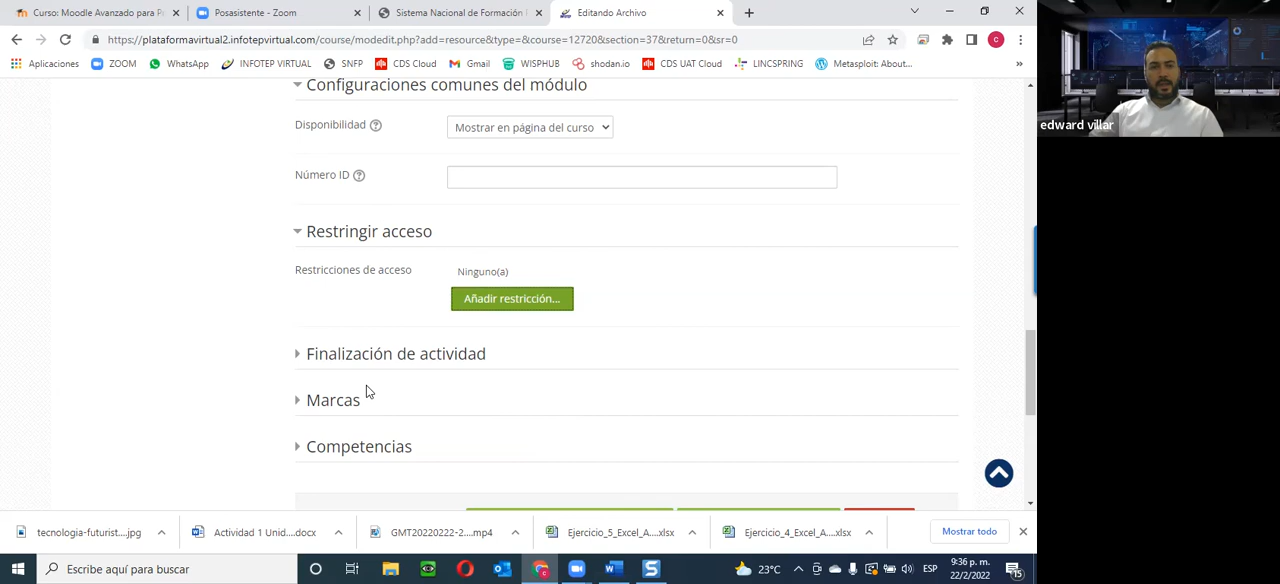 Curso: Moodle Avanzado para P
Posasistente - Zoom
Sistema Nacional de Formación
Editando Archivo
https://plataformavirtual2.infotepvirtual.com/course/modedit.php?add=resource&type=&course=12720&section=37&return=0&sr=0
Aplicaciones
ZOOM
WhatsApp
INFOTEP VIRTUAL
SNFP
CDS Cloud
Gmail
WISPHUB
shodan.io
CDS UAT Cloud
LINCSPRING
Metasploit: About...
»
edward villar
Configuraciones comunes del módulo
Disponibilidad
Mostrar en página del curso
Número ID
Restringir acceso
Restricciones de acceso
Ninguno(a)
Añadir restricción...
Finalización de actividad
Marcas
Competencias
tecnologia-futurist....jpg
Actividad 1 Unid....docx
GMT20220222-2....mp4
Ejercicio_5_Excel_A....xlsx
Ejercicio_4_Excel_A....xlsx
Mostrar todo
Escribe aquí para buscar
23°C
ESP
9:36 p. m.
22/2/2022
15